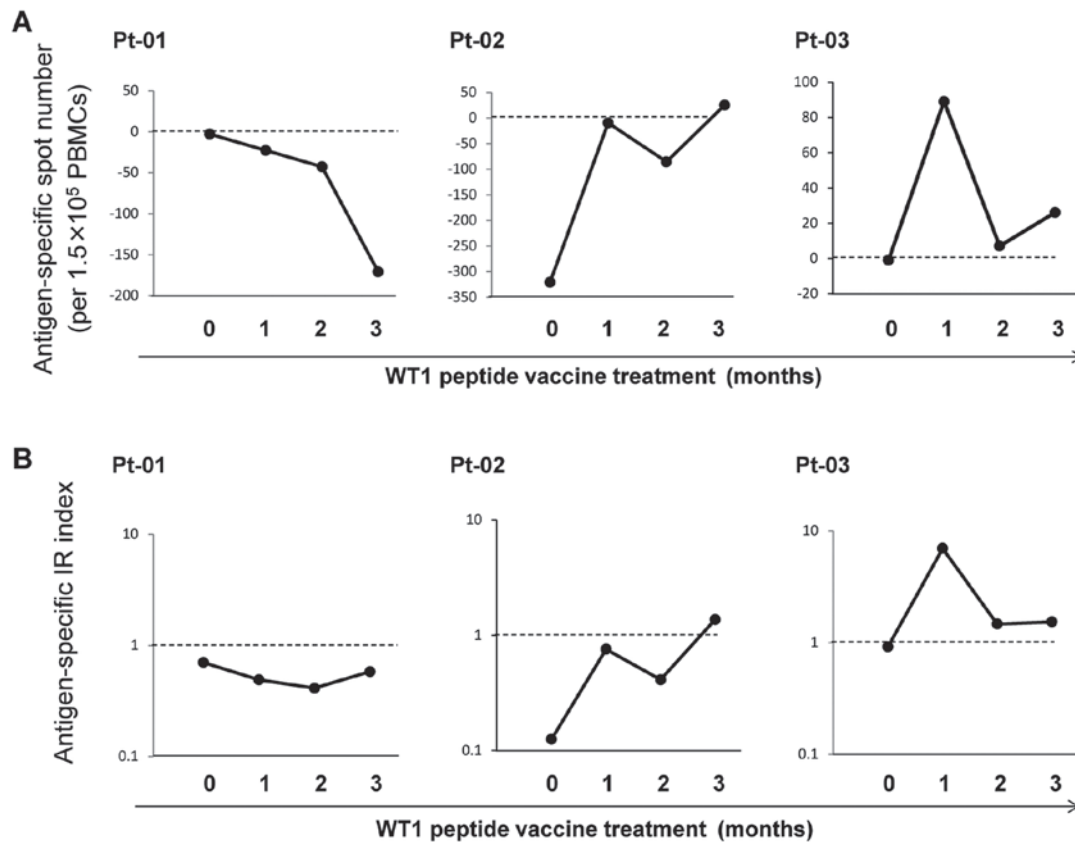 A
Pt-01
Pt-02
Pt-03
Antigen-specific spot number
(per 1.5×10⁵ PBMCs)
50
0
-50
-100
-150
-200
50
0
-50
-100
-150
-200
-250
-300
-350
100
80
60
40
20
0
-20
0 1 2 3
0 1 2 3
0 1 2 3
WT1 peptide vaccine treatment (months)
B
Pt-01
Pt-02
Pt-03
Antigen-specific IR index
10
1
0.1
10
1
0.1
10
1
0.1
0 1 2 3
0 1 2 3
0 1 2 3
WT1 peptide vaccine treatment (months)